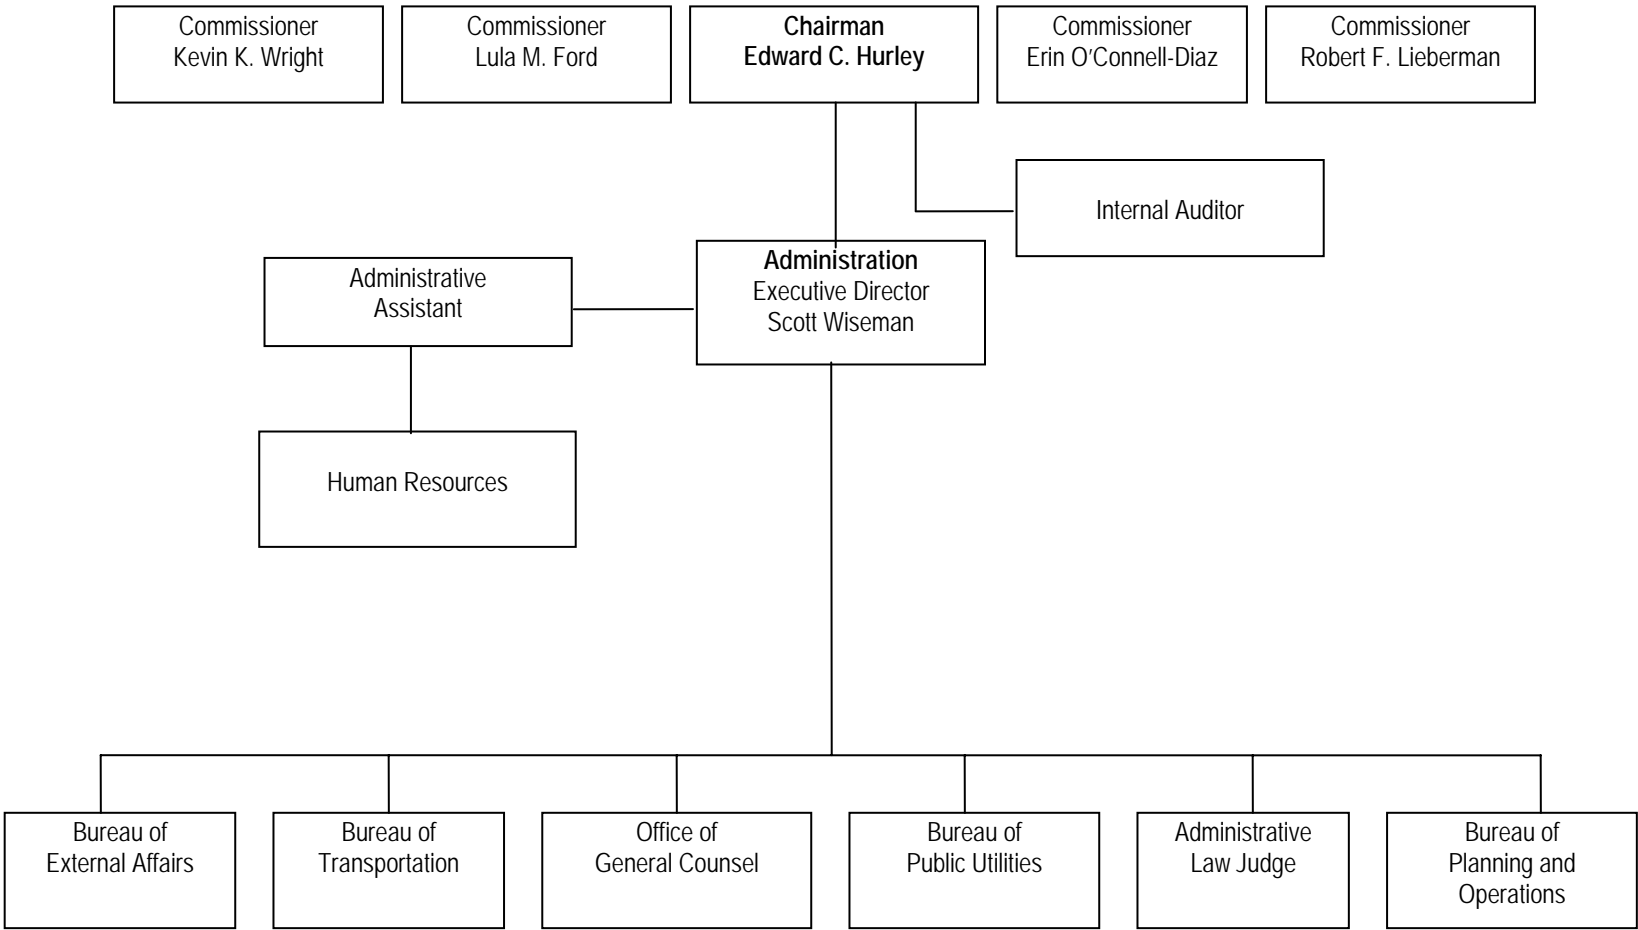 Commissioner
Kevin K. Wright
Commissioner
Lula M. Ford
Chairman
Edward C. Hurley
Commissioner
Erin O'Connell-Diaz
Commissioner
Robert F. Lieberman
Internal Auditor
Administration
Executive Director
Scott Wiseman
Administrative
Assistant
Human Resources
Bureau of
External Affairs
Bureau of
Transportation
Office of
General Counsel
Bureau of
Public Utilities
Administrative
Law Judge
Bureau of
Planning and
Operations